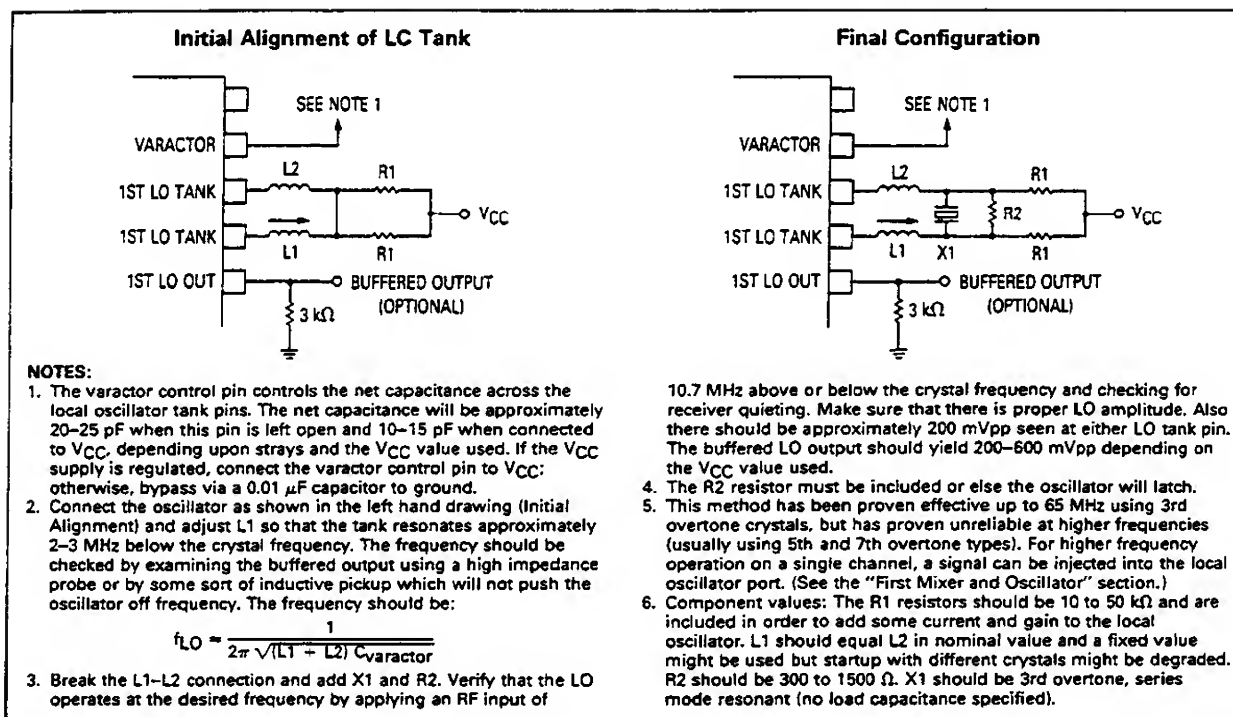 Initial Alignment of LC Tank
SEE NOTE 1
VARACTOR
L2
R1
1ST LO TANK
VCC
1ST LO TANK
L1
R1
1ST LO OUT
BUFFERED OUTPUT
(OPTIONAL)
3 kΩ
Final Configuration
SEE NOTE 1
VARACTOR
L2
R1
1ST LO TANK
R2
VCC
1ST LO TANK
L1
X1
R1
1ST LO OUT
BUFFERED OUTPUT
(OPTIONAL)
3 kΩ
NOTES:
1. The varactor control pin controls the net capacitance across the
local oscillator tank pins. The net capacitance will be approximately
20–25 pF when this pin is left open and 10–15 pF when connected
to VCC, depending upon strays and the VCC value used. If the VCC
supply is regulated, connect the varactor control pin to VCC;
otherwise, bypass via a 0.01 μF capacitor to ground.
2. Connect the oscillator as shown in the left hand drawing (Initial
Alignment) and adjust L1 so that the tank resonates approximately
2–3 MHz below the crystal frequency. The frequency should be
checked by examining the buffered output using a high impedance
probe or by some sort of inductive pickup which will not push the
oscillator off frequency. The frequency should be:
fLO = 1 / 2π √(L1 + L2) Cvaractor
3. Break the L1–L2 connection and add X1 and R2. Verify that the LO
operates at the desired frequency by applying an RF input of
10.7 MHz above or below the crystal frequency and checking for
receiver quieting. Make sure that there is proper LO amplitude. Also
there should be approximately 200 mVpp seen at either LO tank pin.
The buffered LO output should yield 200–600 mVpp depending on
the VCC value used.
4. The R2 resistor must be included or else the oscillator will latch.
5. This method has been proven effective up to 65 MHz using 3rd
overtone crystals, but has proven unreliable at higher frequencies
(usually using 5th and 7th overtone types). For higher frequency
operation on a single channel, a signal can be injected into the local
oscillator port. (See the "First Mixer and Oscillator" section.)
6. Component values: The R1 resistors should be 10 to 50 kΩ and are
included in order to add some current and gain to the local
oscillator. L1 should equal L2 in nominal value and a fixed value
might be used but startup with different crystals might be degraded.
R2 should be 300 to 1500 Ω. X1 should be 3rd overtone, series
mode resonant (no load capacitance specified).